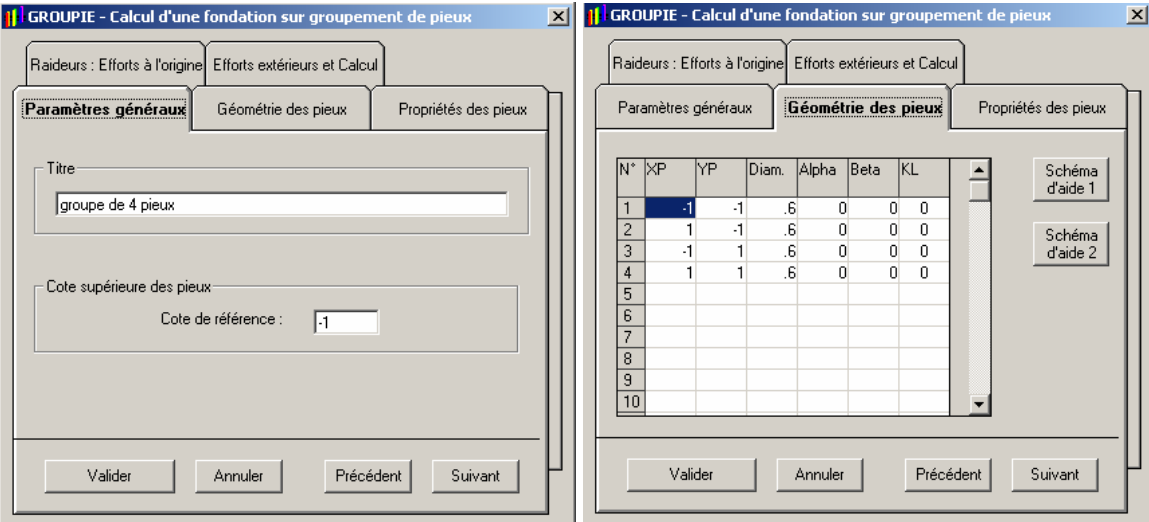 GROUPIE - Calcul d'une fondation sur groupement de pieux
Raideurs : Efforts à l'origine Efforts extérieurs et Calcul
Paramètres généraux Géométrie des pieux Propriétés des pieux
Titre
groupe de 4 pieux
Cote supérieure des pieux
Cote de référence : -1
Valider Annuler Précédent Suivant
GROUPIE - Calcul d'une fondation sur groupement de pieux
Raideurs : Efforts à l'origine Efforts extérieurs et Calcul
Paramètres généraux Géométrie des pieux Propriétés des pieux
N° XP YP Diam. Alpha Beta KL
1 -1 -1 .6 0 0 0
2 1 -1 .6 0 0 0
3 -1 1 .6 0 0 0
4 1 1 .6 0 0 0
5
6
7
8
9
10
Schéma
d'aide 1
Schéma
d'aide 2
Valider Annuler Précédent Suivant